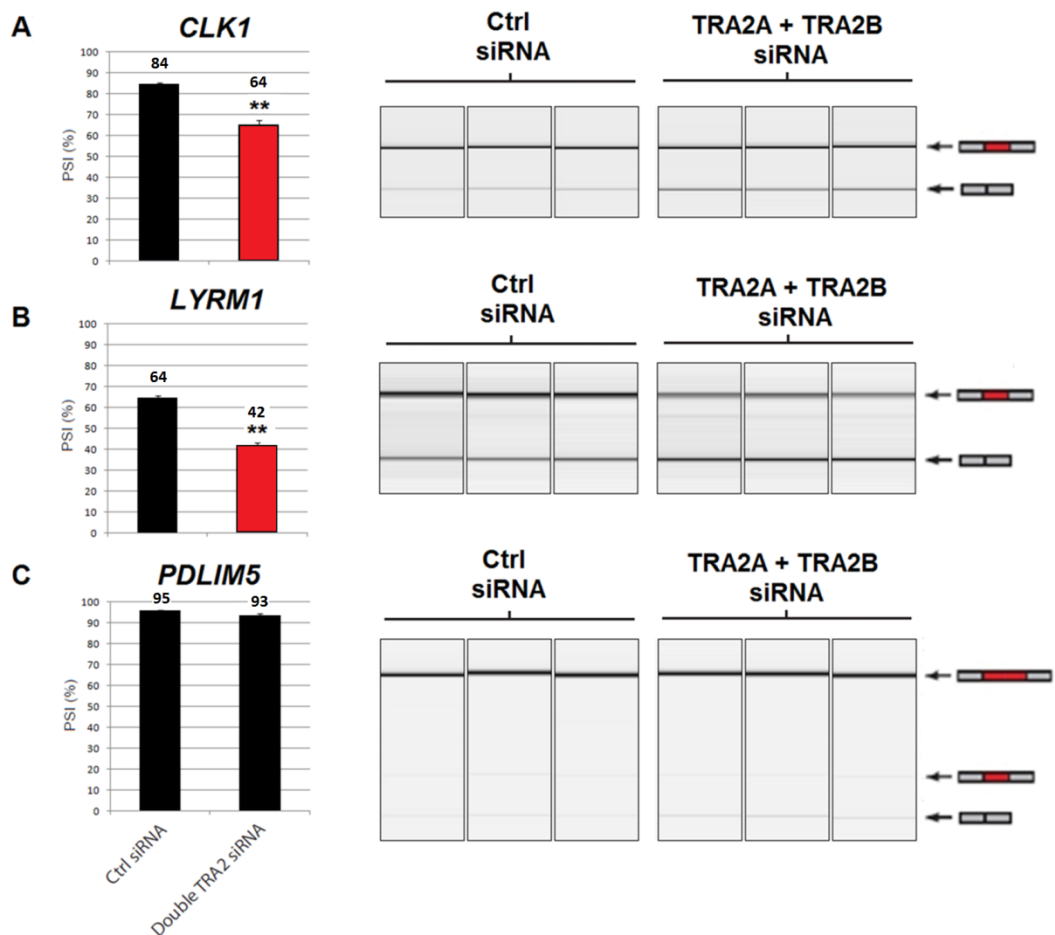 A
CLK1
PSI (%)
100
90
80
70
60
50
40
30
20
10
0
84
64
**
Ctrl
siRNA
TRA2A + TRA2B
siRNA
B
LYRM1
PSI (%)
100
90
80
70
60
50
40
30
20
10
0
64
42
**
Ctrl
siRNA
TRA2A + TRA2B
siRNA
C
PDLIM5
PSI (%)
100
90
80
70
60
50
40
30
20
10
0
95
93
Ctrl siRNA
Double TRA2 siRNA
Ctrl
siRNA
TRA2A + TRA2B
siRNA